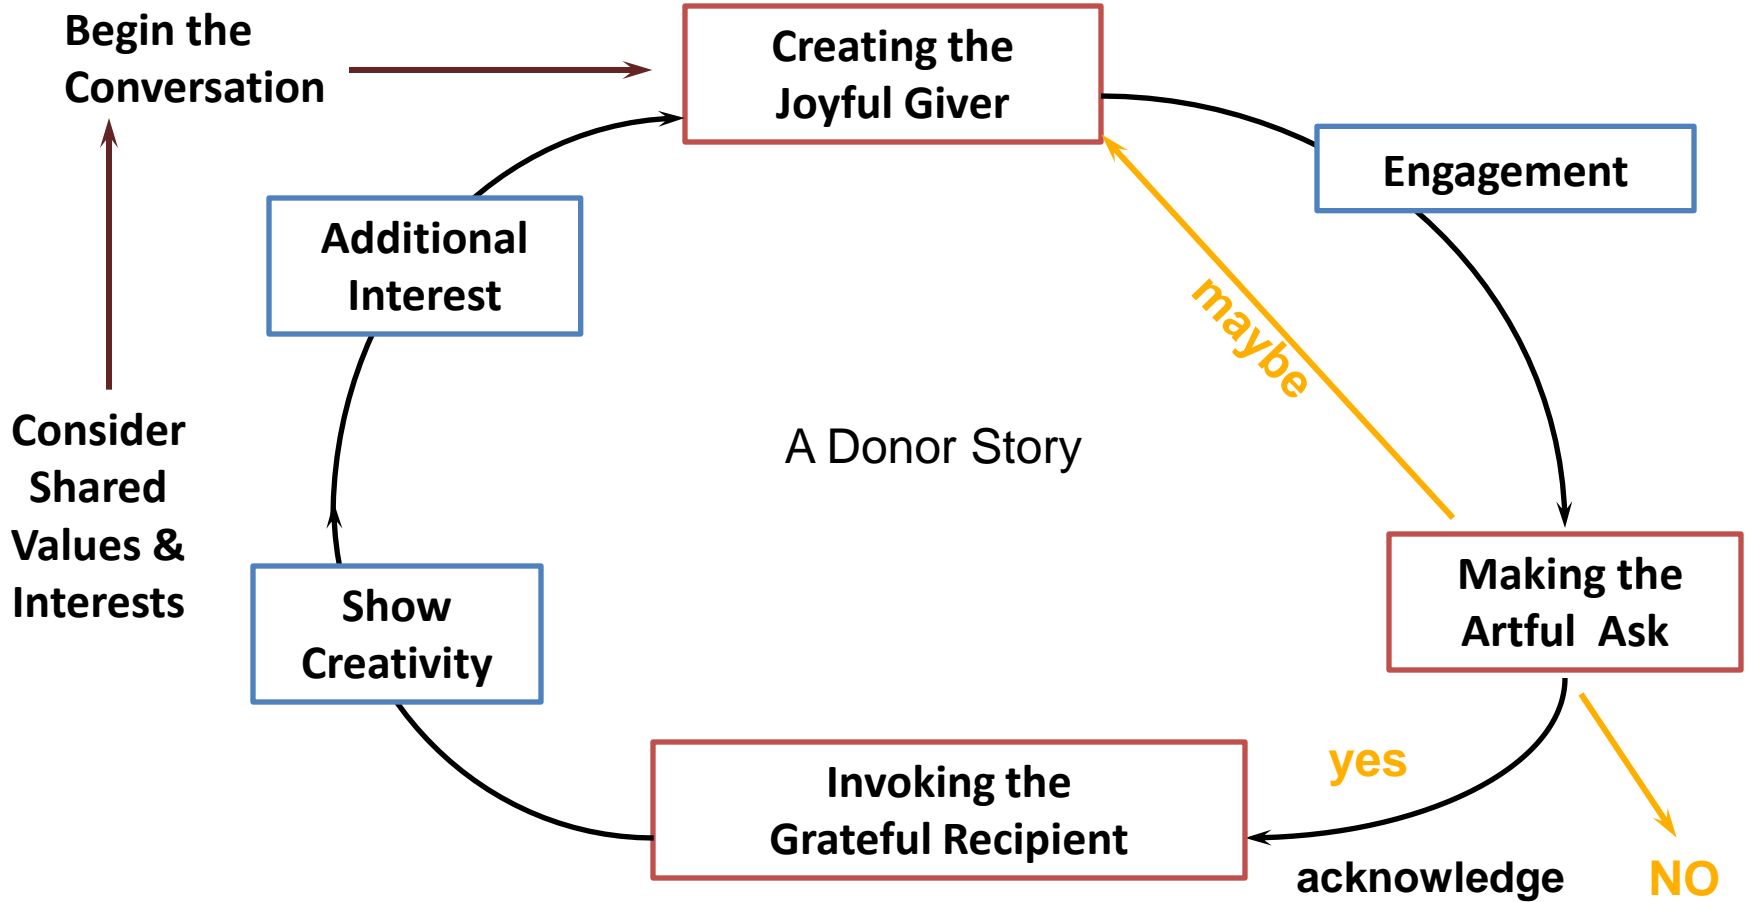 Begin the
Conversation
Creating the
Joyful Giver
Engagement
Additional
Interest
maybe
Consider
Shared
Values &
Interests
A Donor Story
Making the
Artful  Ask
Show
Creativity
yes
Invoking the
Grateful Recipient
acknowledge
NO